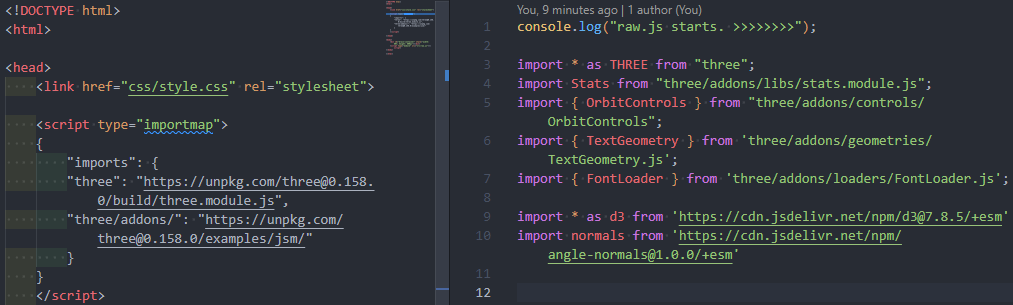 <!DOCTYPE html>
<html>
<head>
<link href="css/style.css" rel="stylesheet">
<script type="importmap">
{
"imports": {
"three": "https://unpkg.com/three@0.158.
0/build/three.module.js",
"three/addons/": "https://unpkg.com/
three@0.158.0/examples/jsm/"
}
}
</script>
You, 9 minutes ago | 1 author (You)
1 console.log("raw.js starts. >>>>>>>>");
2
3 import * as THREE from "three";
4 import Stats from "three/addons/libs/stats.module.js";
5 import { OrbitControls } from "three/addons/controls/
OrbitControls";
6 import { TextGeometry } from 'three/addons/geometries/
TextGeometry.js';
7 import { FontLoader } from 'three/addons/loaders/FontLoader.js';
8
9 import * as d3 from 'https://cdn.jsdelivr.net/npm/d3@7.8.5/+esm'
10 import normals from 'https://cdn.jsdelivr.net/npm/
angle-normals@1.0.0/+esm'
11
12